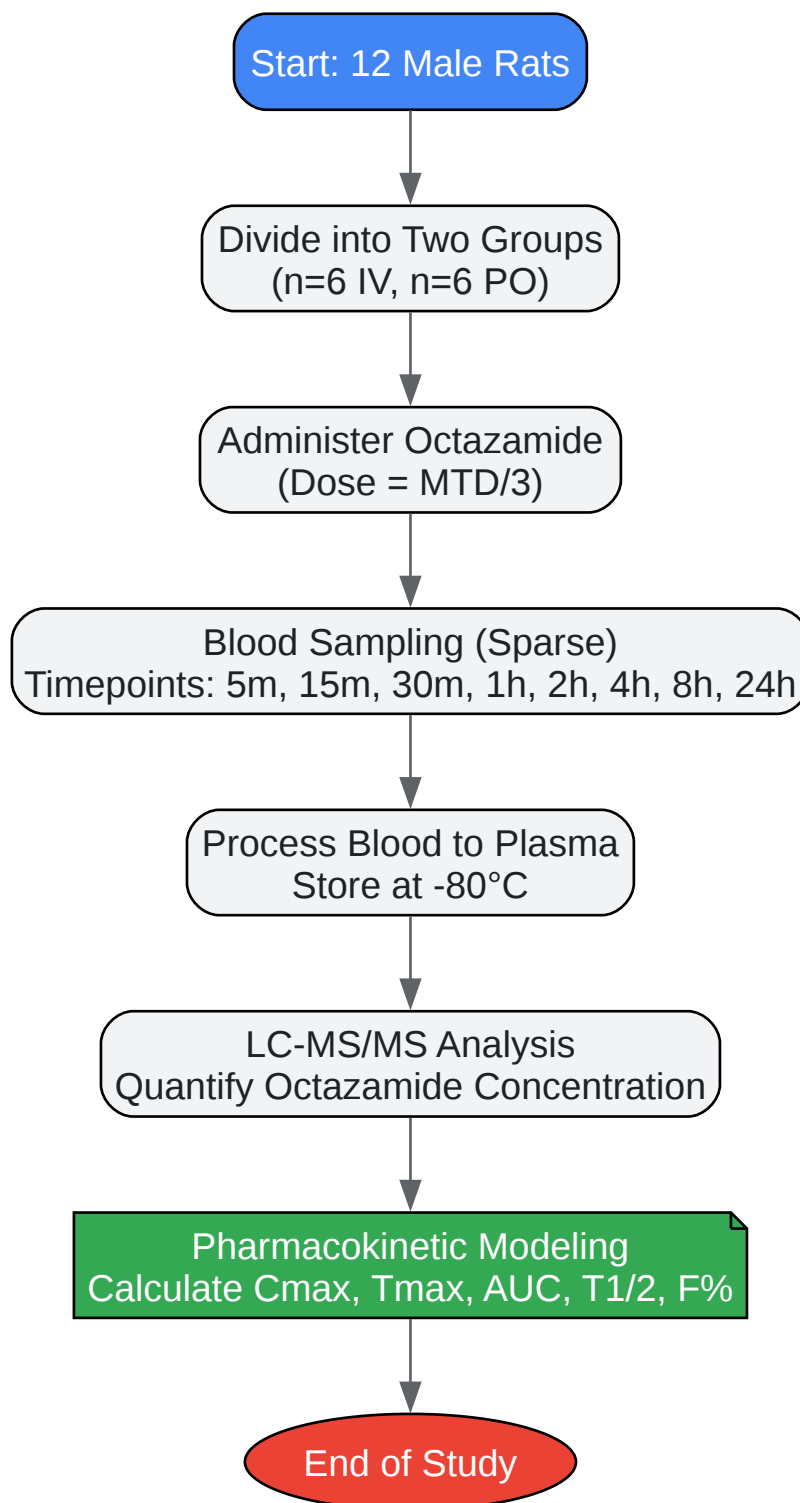 Start: 12 Male Rats
Divide into Two Groups
(n=6 IV, n=6 PO)
Administer Octazamide
(Dose = MTD/3)
Blood Sampling (Sparse)
Timepoints: 5m, 15m, 30m, 1h, 2h, 4h, 8h, 24h
Process Blood to Plasma
Store at -80°C
LC-MS/MS Analysis
Quantify Octazamide Concentration
Pharmacokinetic Modeling
Calculate Cmax, Tmax, AUC, T1/2, F%
End of Study